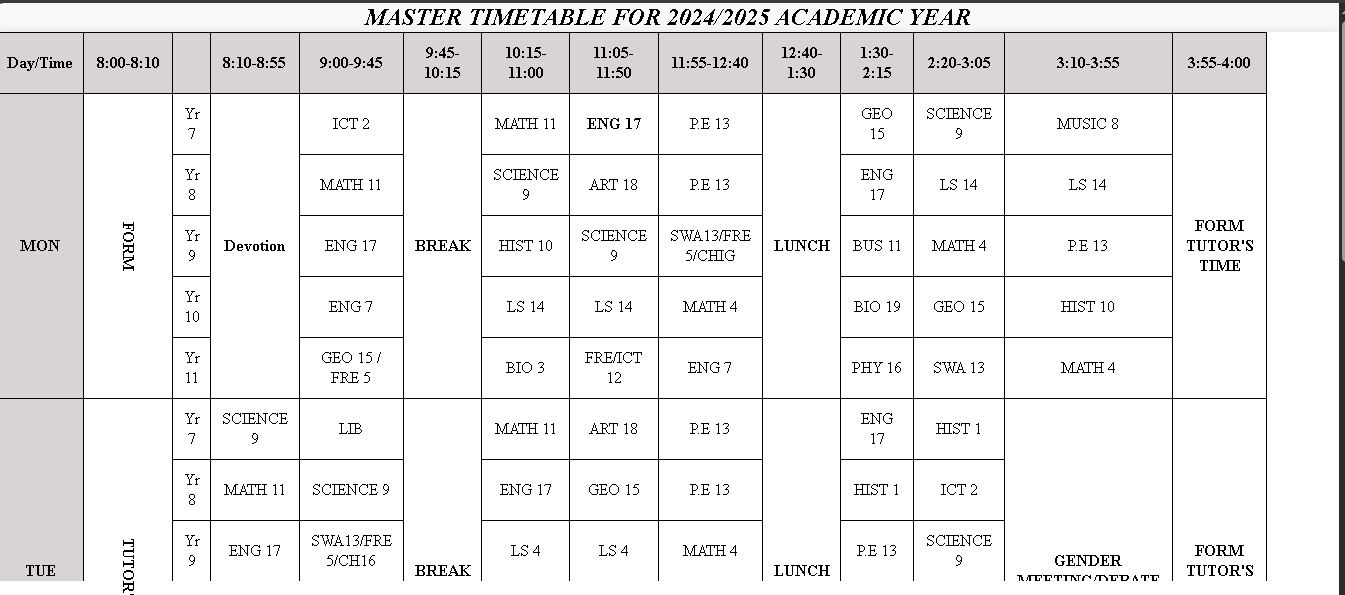 MASTER TIMETABLE FOR 2024/2025 ACADEMIC YEAR
Day/Time 8:00-8:10 8:10-8:55 9:00-9:45 9:45-10:15 10:15-11:00 11:05-11:50 11:55-12:40 12:40-1:30 1:30-2:15 2:20-3:05 3:10-3:55 3:55-4:00
MON FORM Devotion BREAK LUNCH FORM TUTOR'S TIME
Yr 7 ICT 2 MATH 11 ENG 17 P.E 13 GEO 15 SCIENCE 9 MUSIC 8
Yr 8 MATH 11 SCIENCE 9 ART 18 P.E 13 ENG 17 LS 14 LS 14
Yr 9 ENG 17 HIST 10 SCIENCE 9 SWA13/FRE 5/CHIG BUS 11 MATH 4 P.E 13
Yr 10 ENG 7 LS 14 LS 14 MATH 4 BIO 19 GEO 15 HIST 10
Yr 11 GEO 15 / FRE 5 BIO 3 FRE/ICT 12 ENG 7 PHY 16 SWA 13 MATH 4
TUE TUTOR' BREAK LUNCH GENDER MEETING/DEBATE FORM TUTOR'S
Yr 7 SCIENCE 9 LIB MATH 11 ART 18 P.E 13 ENG 17 HIST 1
Yr 8 MATH 11 SCIENCE 9 ENG 17 GEO 15 P.E 13 HIST 1 ICT 2
Yr 9 ENG 17 SWA13/FRE 5/CH16 LS 4 LS 4 MATH 4 P.E 13 SCIENCE 9